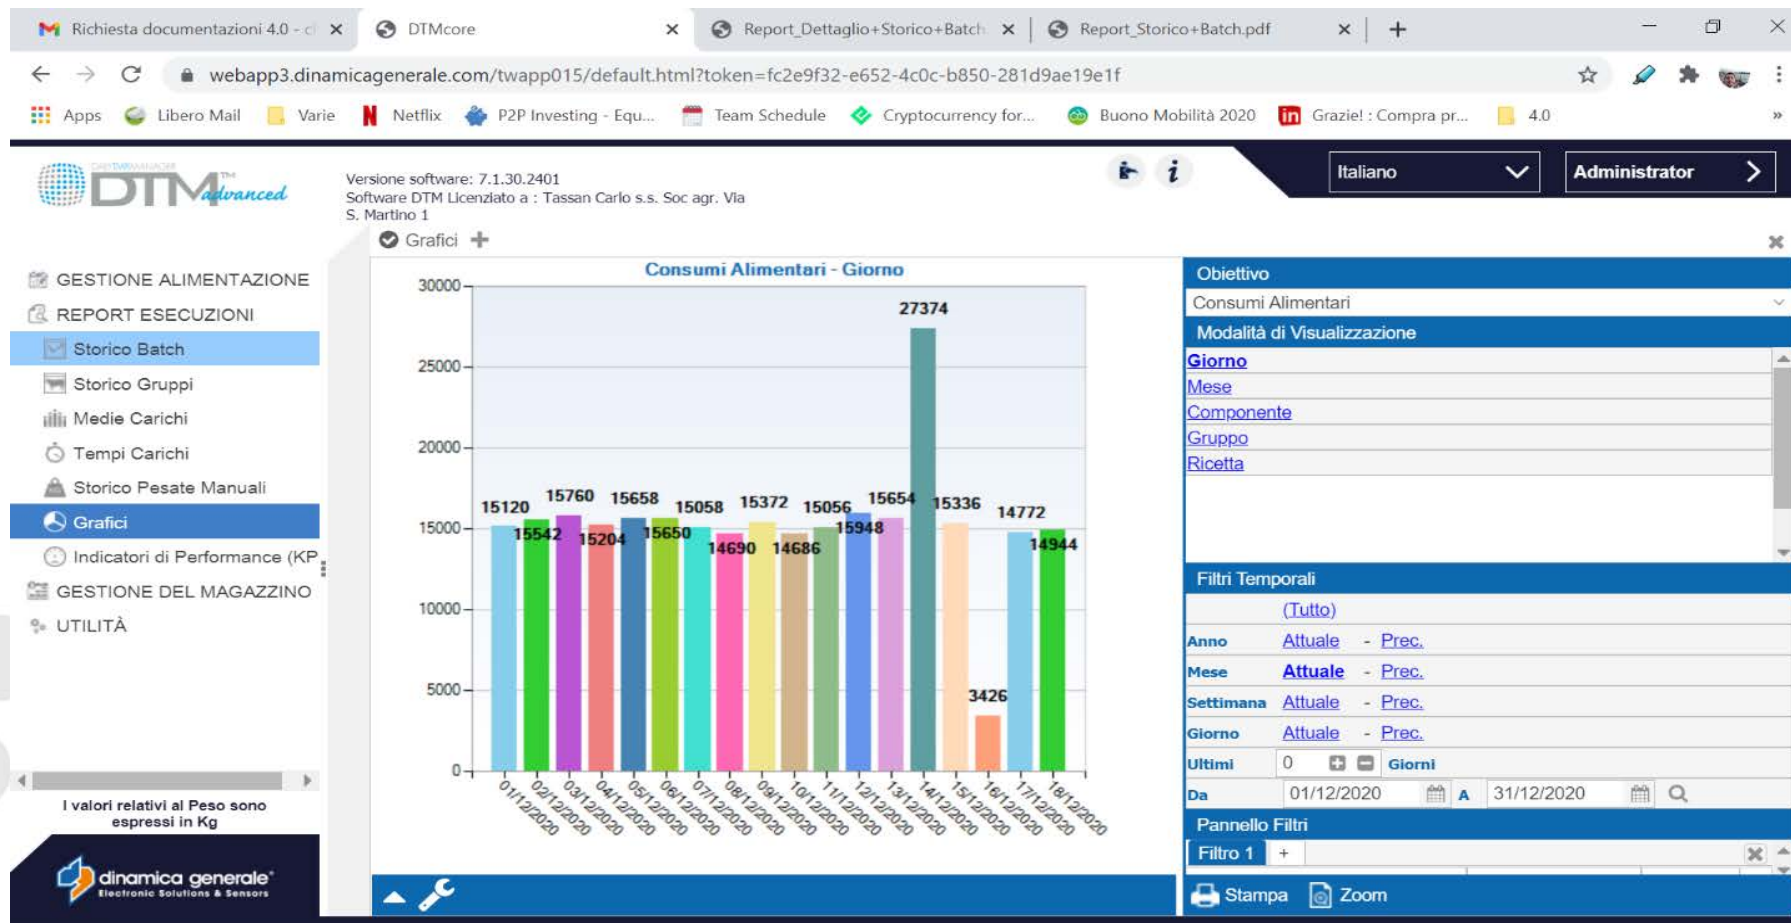 Richiesta documentazioni 4.0 - cl
DTMcore
Report_Dettaglio+Storico+Batch
Report_Storico+Batch.pdf
webapp3.dinamicagenerale.com/twapp015/default.html?token=fc2e9f32-e652-4c0c-b850-281d9ae19e1f
Apps Libero Mail Varie Netflix P2P Investing - Equ... Team Schedule Cryptocurrency for... Buono Mobilità 2020 Grazie! : Compra pr... 4.0 »
DTM™ advanced
Versione software: 7.1.30.2401
Software DTM Licenziato a : Tassan Carlo s.s. Soc agr. Via
S. Martino 1
Italiano
Administrator
Grafici
GESTIONE ALIMENTAZIONE
REPORT ESECUZIONI
Storico Batch
Storico Gruppi
Medie Carichi
Tempi Carichi
Storico Pesate Manuali
Grafici
Indicatori di Performance (KP
GESTIONE DEL MAGAZZINO
UTILITÀ
I valori relativi al Peso sono
espressi in Kg
dinamica generale®
Electronic Solutions & Sensors
Consumi Alimentari - Giorno
30000
25000
20000
15000
10000
5000
0
15120
15542
15760
15204
15658
15650
15058
14690
15372
14686
15056
15948
15654
27374
15336
3426
14772
14944
01/12/2020
02/12/2020
03/12/2020
04/12/2020
05/12/2020
06/12/2020
07/12/2020
08/12/2020
09/12/2020
10/12/2020
11/12/2020
12/12/2020
13/12/2020
14/12/2020
15/12/2020
16/12/2020
17/12/2020
18/12/2020
Obiettivo
Consumi Alimentari
Modalità di Visualizzazione
Giorno
Mese
Componente
Gruppo
Ricetta
Filtri Temporali
(Tutto)
Anno Attuale - Prec.
Mese Attuale - Prec.
Settimana Attuale - Prec.
Giorno Attuale - Prec.
Ultimi 0 Giorni
Da 01/12/2020 A 31/12/2020
Pannello Filtri
Filtro 1 +
Stampa Zoom